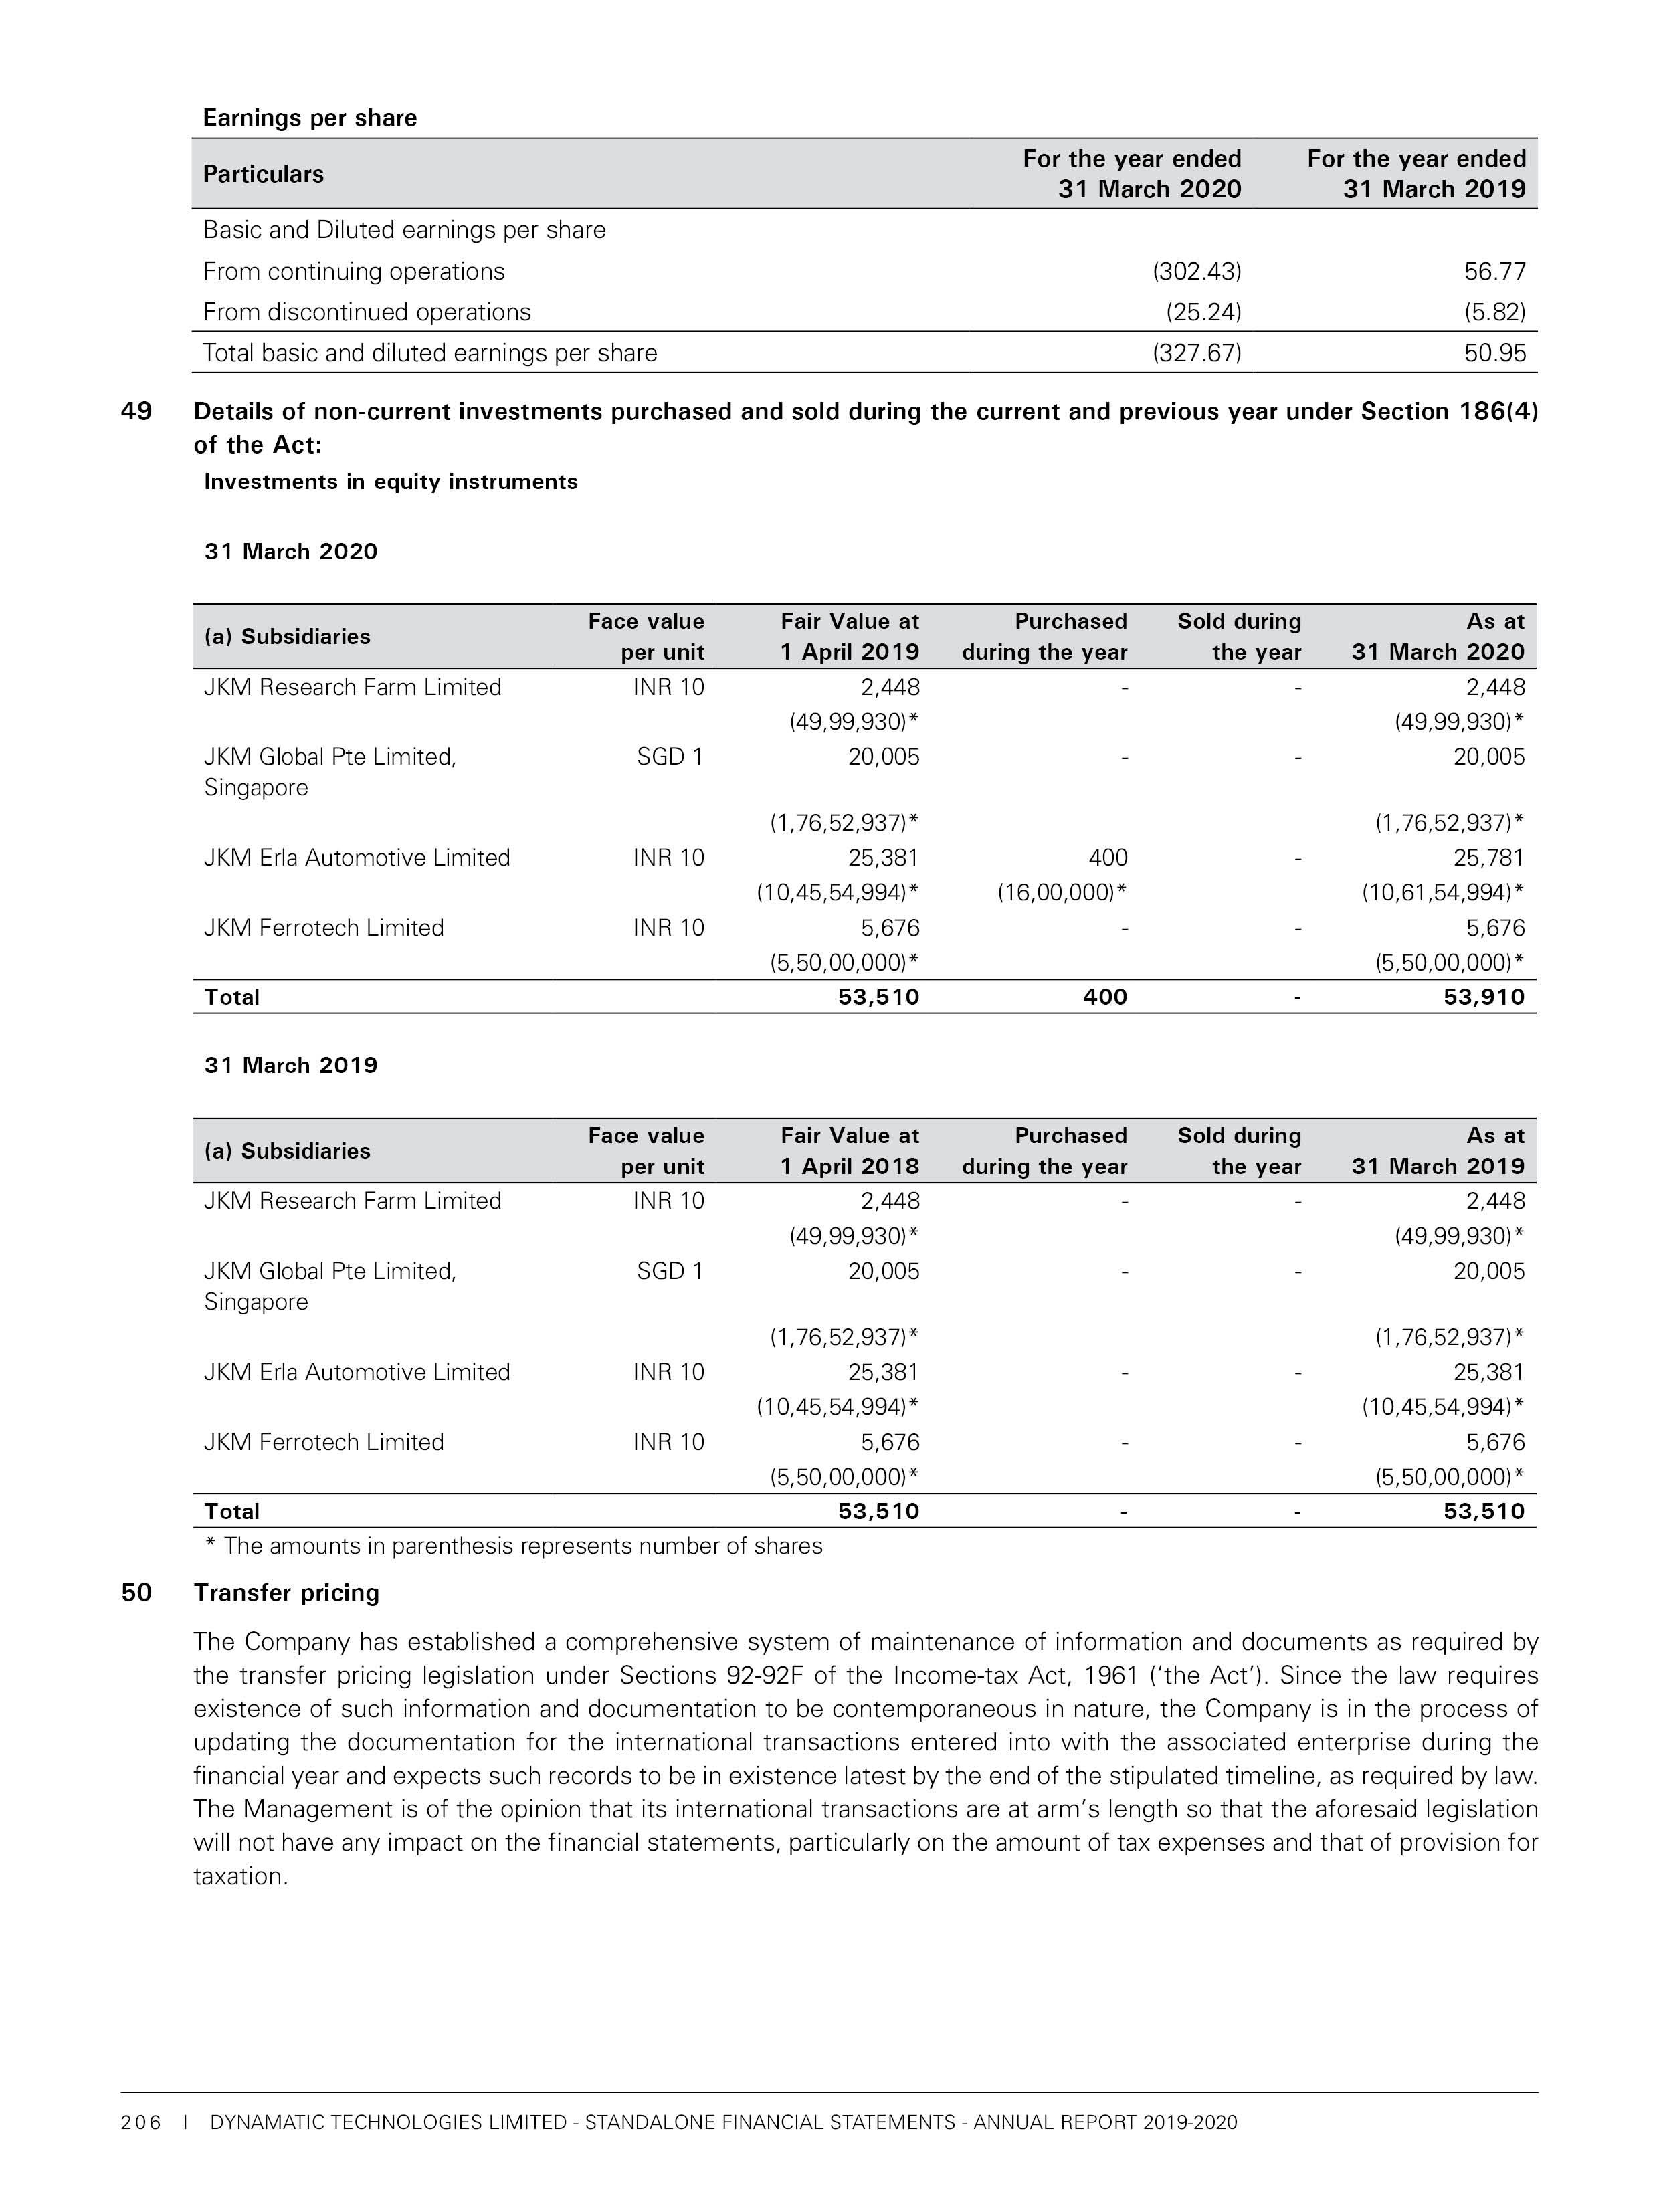 Earnings per share
Particulars For the year ended 31 March 2020 For the year ended 31 March 2019
Basic and Diluted earnings per share
From continuing operations (302.43) 56.77
From discontinued operations (25.24) (5.82)
Total basic and diluted earnings per share (327.67) 50.95
49 Details of non-current investments purchased and sold during the current and previous year under Section 186(4)
of the Act:
Investments in equity instruments
31 March 2020
(a) Subsidiaries Face value per unit Fair Value at 1 April 2019 Purchased during the year Sold during the year As at 31 March 2020
JKM Research Farm Limited INR 10 2,448 - - 2,448
(49,99,930)* (49,99,930)*
JKM Global Pte Limited, SGD 1 20,005 - - 20,005
Singapore
(1,76,52,937)* (1,76,52,937)*
JKM Erla Automotive Limited INR 10 25,381 400 - 25,781
(10,45,54,994)* (16,00,000)* (10,61,54,994)*
JKM Ferrotech Limited INR 10 5,676 - - 5,676
(5,50,00,000)* (5,50,00,000)*
Total 53,510 400 - 53,910
31 March 2019
(a) Subsidiaries Face value per unit Fair Value at 1 April 2018 Purchased during the year Sold during the year As at 31 March 2019
JKM Research Farm Limited INR 10 2,448 - - 2,448
(49,99,930)* (49,99,930)*
JKM Global Pte Limited, SGD 1 20,005 - - 20,005
Singapore
(1,76,52,937)* (1,76,52,937)*
JKM Erla Automotive Limited INR 10 25,381 - - 25,381
(10,45,54,994)* (10,45,54,994)*
JKM Ferrotech Limited INR 10 5,676 - - 5,676
(5,50,00,000)* (5,50,00,000)*
Total 53,510 - - 53,510
* The amounts in parenthesis represents number of shares
50 Transfer pricing
The Company has established a comprehensive system of maintenance of information and documents as required by
the transfer pricing legislation under Sections 92-92F of the Income-tax Act, 1961 (‘the Act’). Since the law requires
existence of such information and documentation to be contemporaneous in nature, the Company is in the process of
updating the documentation for the international transactions entered into with the associated enterprise during the
financial year and expects such records to be in existence latest by the end of the stipulated timeline, as required by law.
The Management is of the opinion that its international transactions are at arm’s length so that the aforesaid legislation
will not have any impact on the financial statements, particularly on the amount of tax expenses and that of provision for
taxation.
206 I DYNAMATIC TECHNOLOGIES LIMITED - STANDALONE FINANCIAL STATEMENTS - ANNUAL REPORT 2019-2020